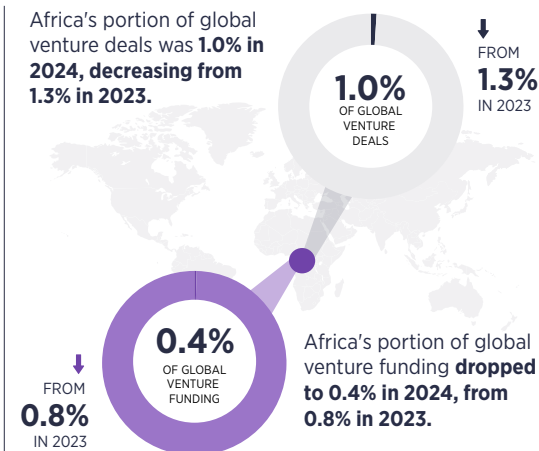 Africa's portion of global
venture deals was 1.0% in
2024, decreasing from
1.3% in 2023.
1.0%
OF GLOBAL
VENTURE
DEALS
FROM
1.3%
IN 2023
0.4%
OF GLOBAL
VENTURE
FUNDING
FROM
0.8%
IN 2023
Africa's portion of global
venture funding dropped
to 0.4% in 2024, from
0.8% in 2023.